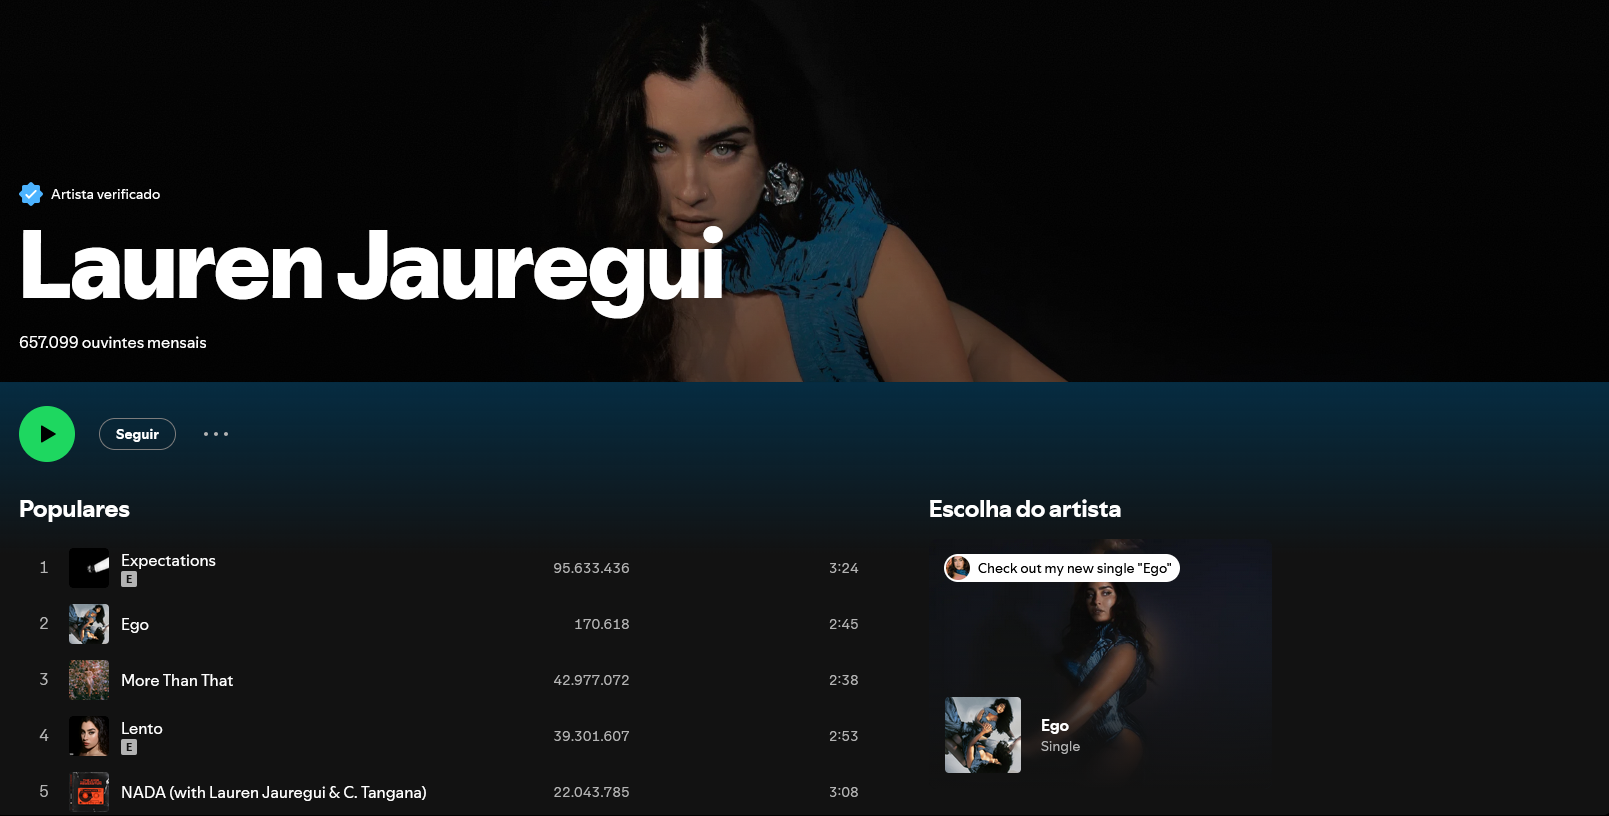 Artista verificado
Lauren Jauregui
657.099 ouvintes mensais
Seguir
Populares
1
Expectations
E
95.633.436
3:24
2
Ego
170.618
2:45
3
More Than That
42.977.072
2:38
4
Lento
E
39.301.607
2:53
5
NADA (with Lauren Jauregui & C. Tangana)
22.043.785
3:08
Escolha do artista
Check out my new single "Ego"
Ego
Single